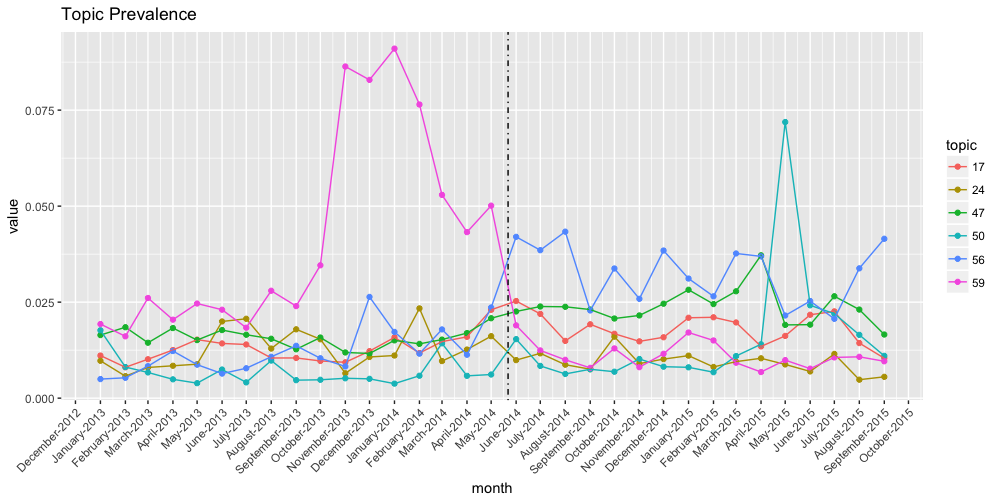 Topic Prevalence
value
0.075
0.050
0.025
0.000
December-2012
January-2013
February-2013
March-2013
April-2013
May-2013
June-2013
July-2013
August-2013
September-2013
October-2013
November-2013
December-2013
January-2014
February-2014
March-2014
April-2014
May-2014
June-2014
July-2014
August-2014
September-2014
October-2014
November-2014
December-2014
January-2015
February-2015
March-2015
April-2015
May-2015
June-2015
July-2015
August-2015
September-2015
October-2015
month
topic
17
24
47
50
56
59